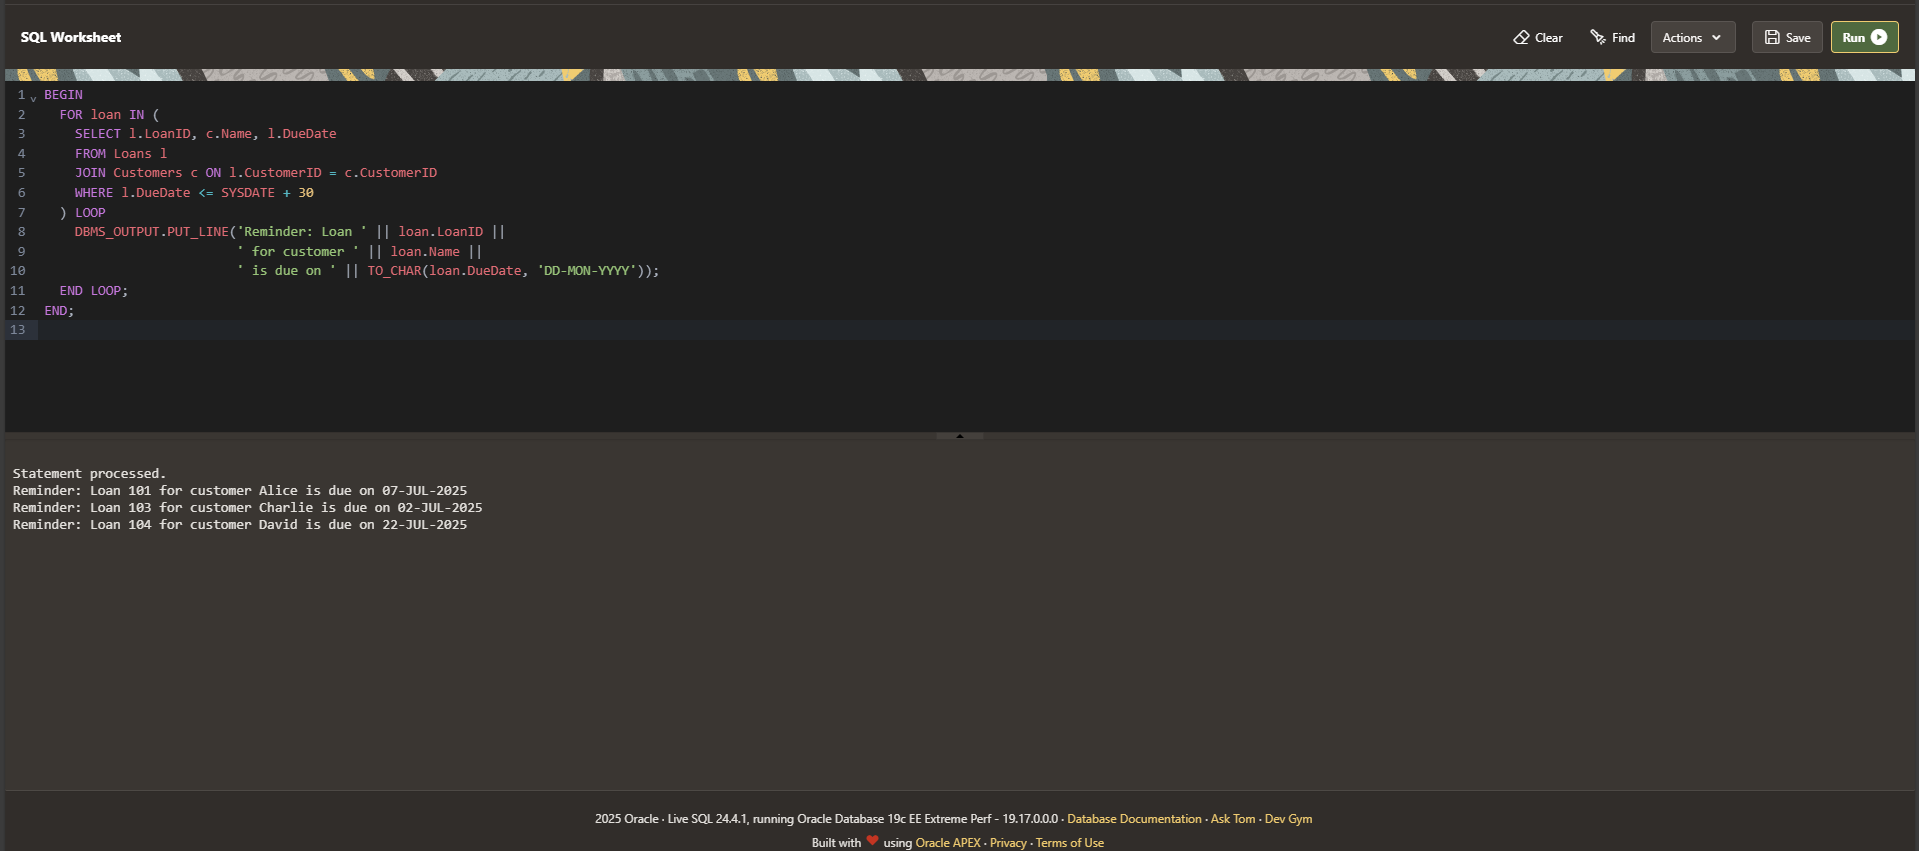 SQL Worksheet
Clear Find Actions Save Run
1 BEGIN
2   FOR loan IN (
3     SELECT l.LoanID, c.Name, l.DueDate
4     FROM Loans l
5     JOIN Customers c ON l.CustomerID = c.CustomerID
6     WHERE l.DueDate <= SYSDATE + 30
7   ) LOOP
8     DBMS_OUTPUT.PUT_LINE('Reminder: Loan ' || loan.LoanID ||
9                          ' for customer ' || loan.Name ||
10                          ' is due on ' || TO_CHAR(loan.DueDate, 'DD-MON-YYYY'));
11   END LOOP;
12 END;
13
Statement processed.
Reminder: Loan 101 for customer Alice is due on 07-JUL-2025
Reminder: Loan 103 for customer Charlie is due on 02-JUL-2025
Reminder: Loan 104 for customer David is due on 22-JUL-2025
2025 Oracle · Live SQL 24.4.1, running Oracle Database 19c EE Extreme Perf - 19.17.0.0.0 · Database Documentation · Ask Tom · Dev Gym
Built with ❤ using Oracle APEX · Privacy · Terms of Use